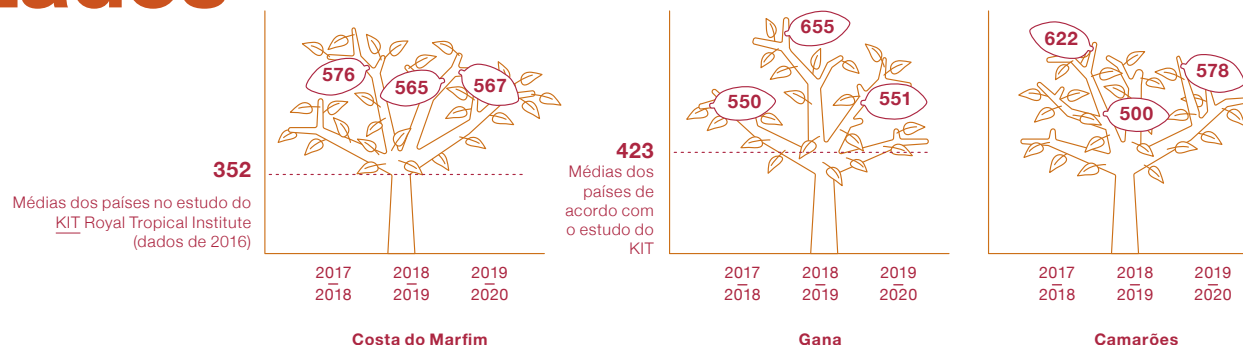 576
565
567
352
Médias dos países no estudo do
KIT Royal Tropical Institute
(dados de 2016)
2017
2018
2018
2019
2019
2020
Costa do Marfim
655
550
551
423
Médias dos
países de
acordo com
o estudo do
KIT
2017
2018
2018
2019
2019
2020
Gana
622
578
500
2017
2018
2018
2019
2019
2020
Camarões